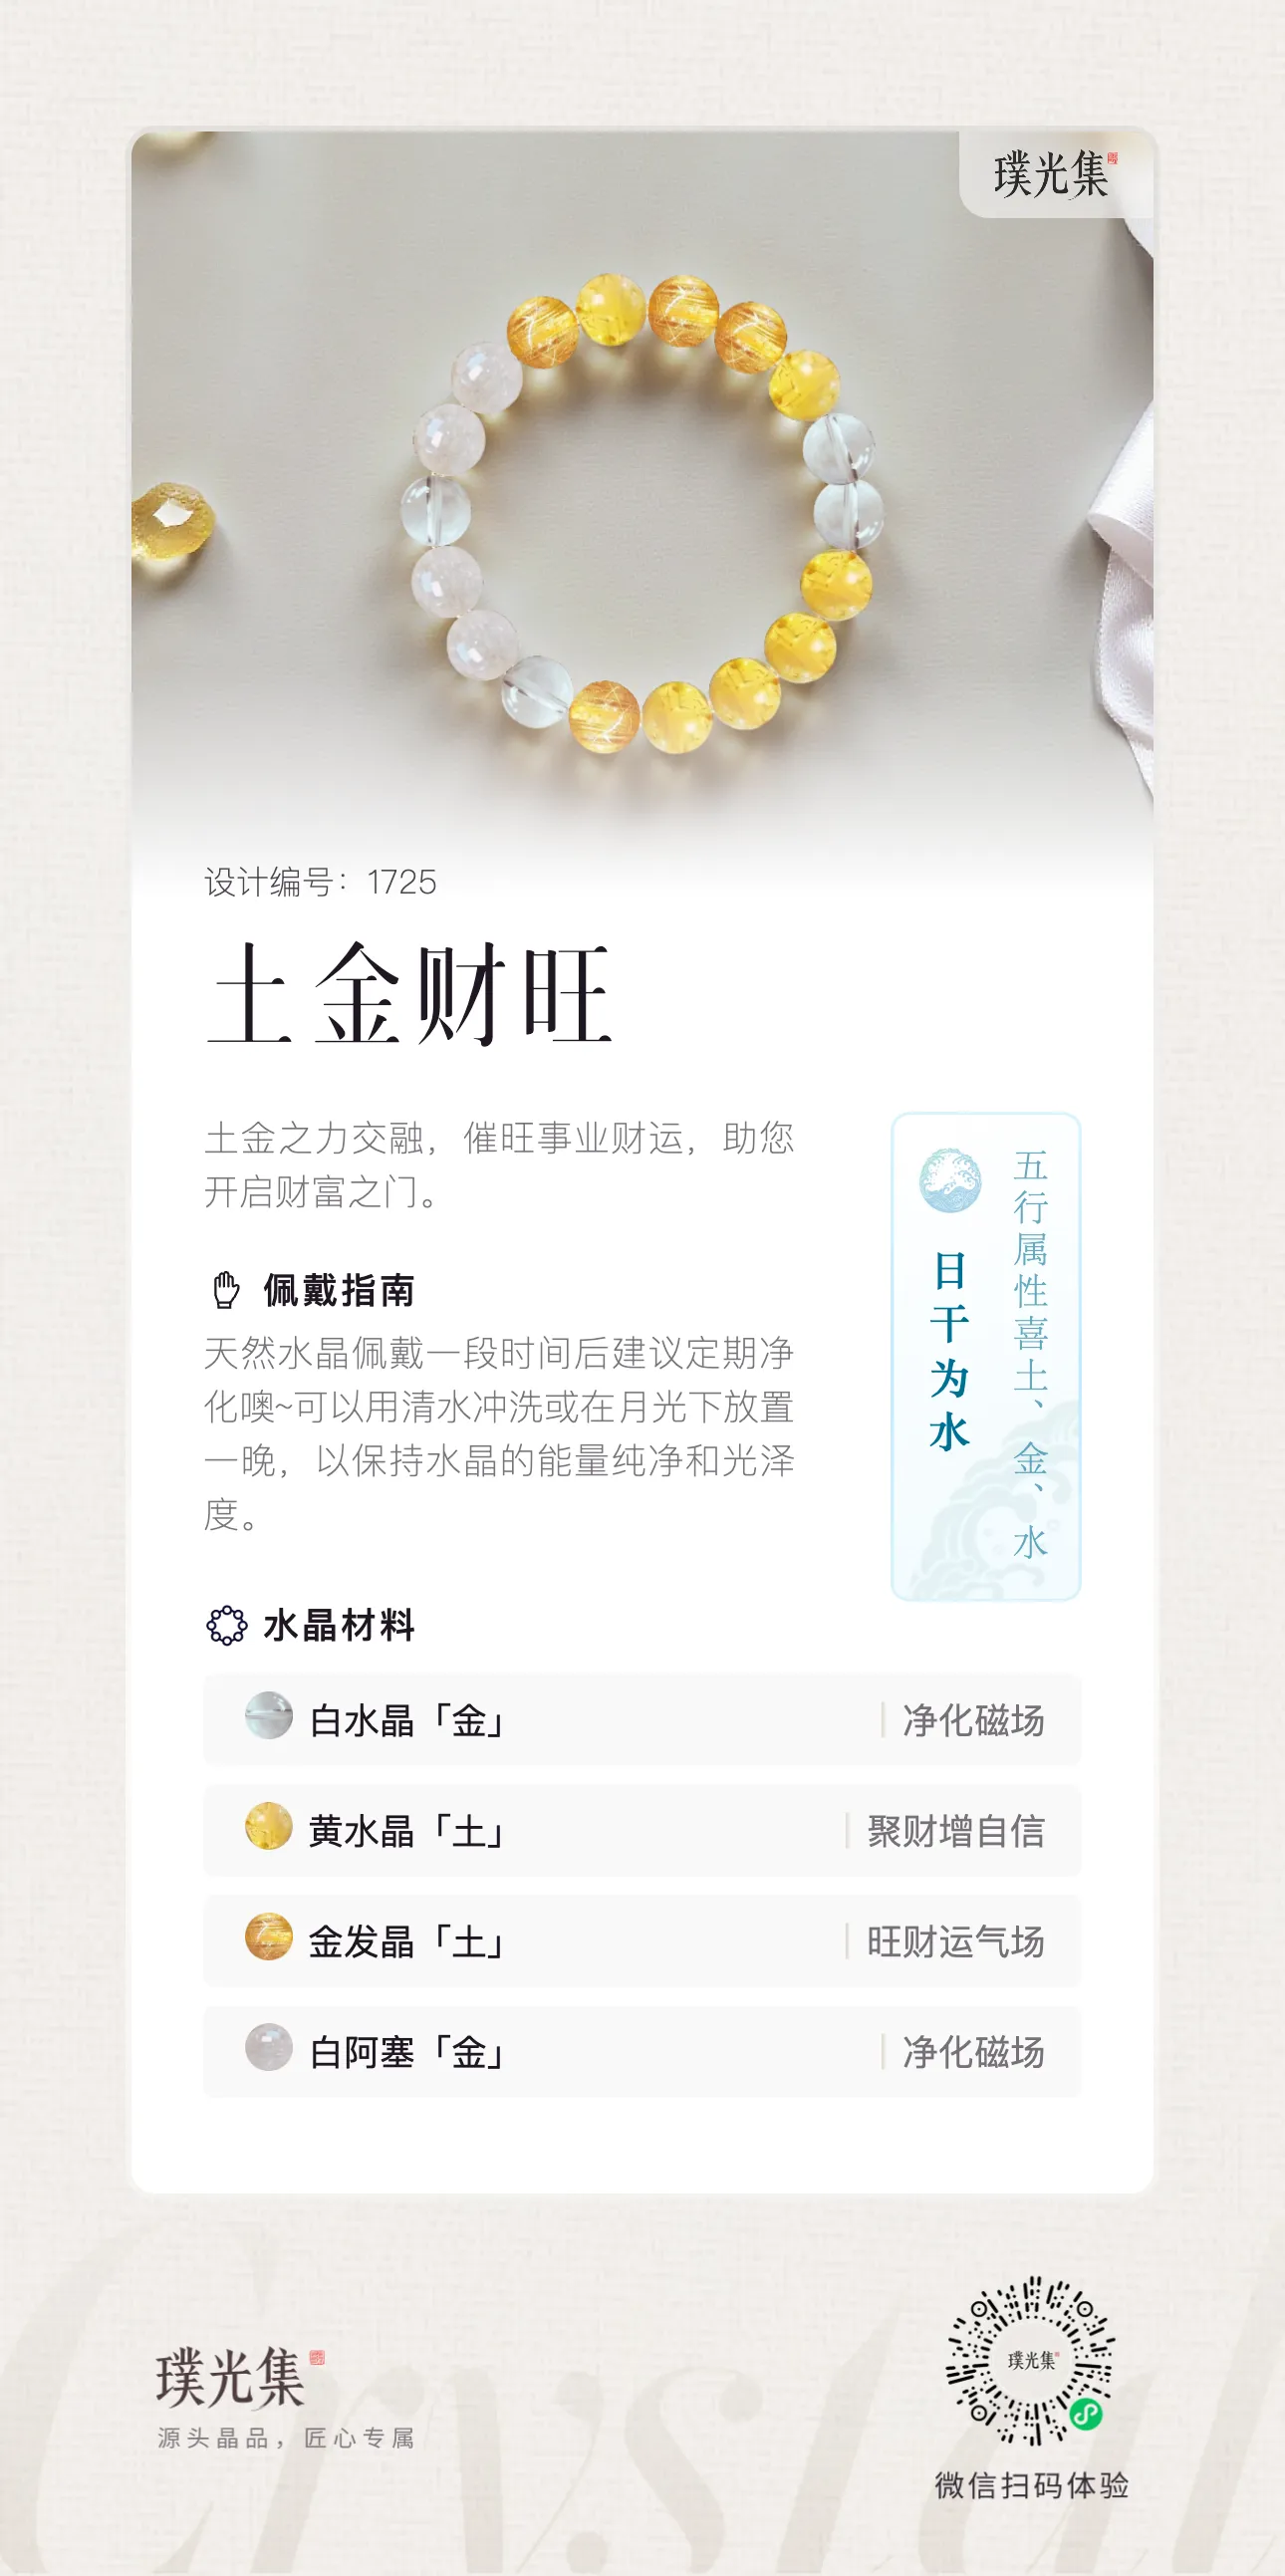 璞光集
设计编号：1725
土金财旺
土金之力交融，催旺事业财运，助您
开启财富之门。
五行属性喜土、金、水
日干为水
佩戴指南
天然水晶佩戴一段时间后建议定期净
化噢~可以用清水冲洗或在月光下放置
一晚，以保持水晶的能量纯净和光泽
度。
水晶材料
白水晶「金」
净化磁场
黄水晶「土」
聚财增自信
金发晶「土」
旺财运气场
白阿塞「金」
净化磁场
Crystal
璞光集
源头晶品，匠心专属
璞光集
微信扫码体验